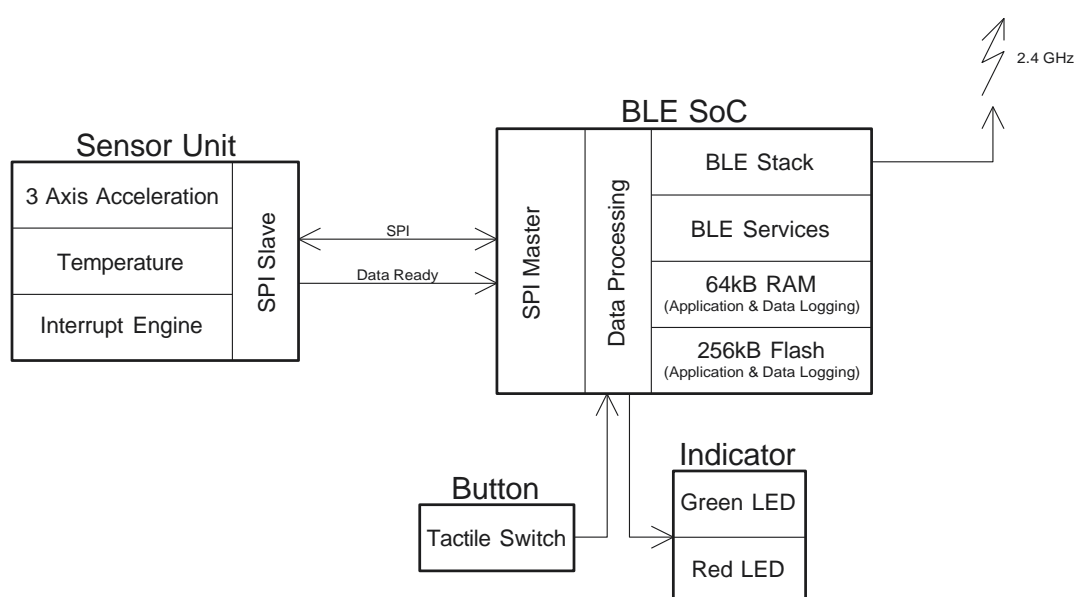 2.4 GHz
BLE SoC
Sensor Unit
3 Axis Acceleration
Temperature
Interrupt Engine
SPI Slave
SPI
Data Ready
SPI Master
Data Processing
BLE Stack
BLE Services
64kB RAM
(Application & Data Logging)
256kB Flash
(Application & Data Logging)
Button
Tactile Switch
Indicator
Green LED
Red LED